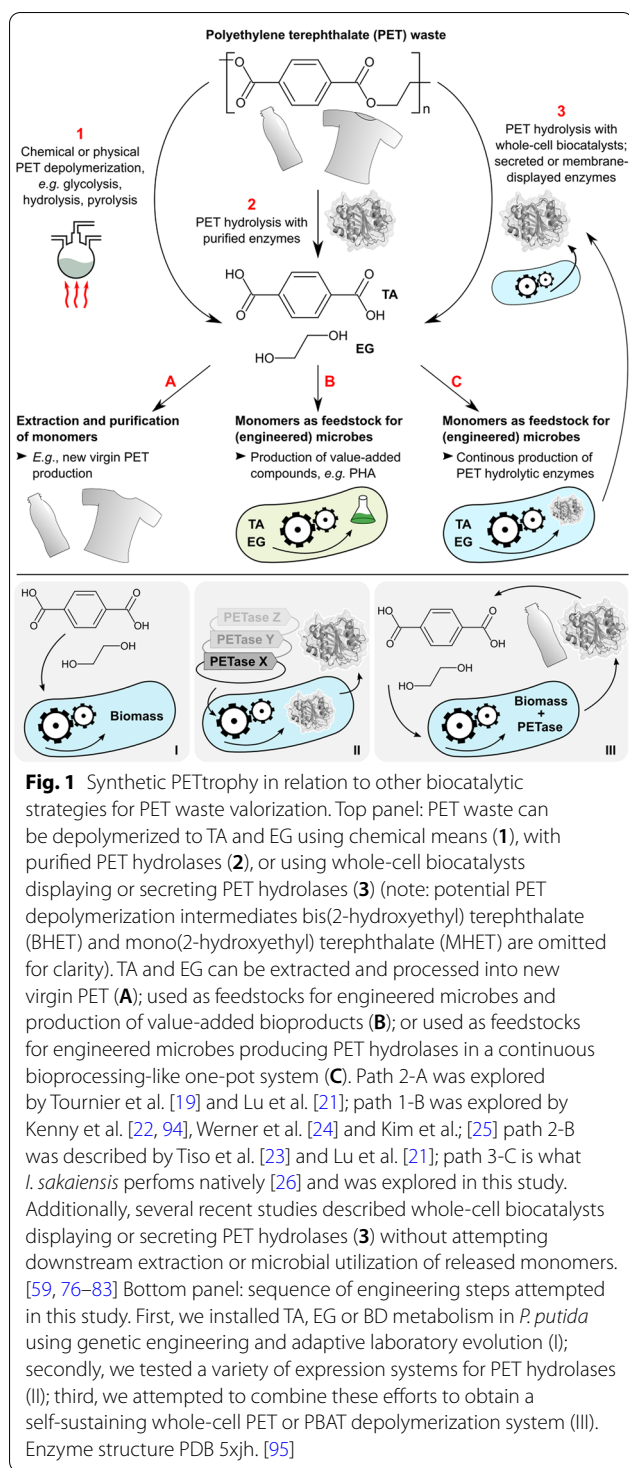 Polyethylene terephthalate (PET) waste
O
O
O
O
n
1
Chemical or physical
PET depolymerization,
e.g. glycolysis,
hydrolysis, pyrolysis
2
PET hydrolysis with
purified enzymes
3
PET hydrolysis with
whole-cell biocatalysts;
secreted or membrane-
displayed enzymes
HO
O
O
OH
TA
HO
OH
EG
A
B
C
Extraction and purification
of monomers
➤ E.g., new virgin PET
production
Monomers as feedstock for
(engineered) microbes
➤ Production of value-added
compounds, e.g. PHA
TA
EG
Monomers as feedstock for
(engineered) microbes
➤ Continous production of
PET hydrolytic enzymes
TA
EG
HO
O
O
OH
HO
OH
Biomass
I
PETase Z
PETase Y
PETase X
II
HO
O
O
OH
HO
OH
Biomass
+
PETase
III
Fig. 1 Synthetic PETtrophy in relation to other biocatalytic
strategies for PET waste valorization. Top panel: PET waste can
be depolymerized to TA and EG using chemical means (1), with
purified PET hydrolases (2), or using whole-cell biocatalysts
displaying or secreting PET hydrolases (3) (note: potential PET
depolymerization intermediates bis(2-hydroxyethyl) terephthalate
(BHET) and mono(2-hydroxyethyl) terephthalate (MHET) are omitted
for clarity). TA and EG can be extracted and processed into new
virgin PET (A); used as feedstocks for engineered microbes and
production of value-added bioproducts (B); or used as feedstocks
for engineered microbes producing PET hydrolases in a continuous
bioprocessing-like one-pot system (C). Path 2-A was explored
by Tournier et al. [19] and Lu et al. [21]; path 1-B was explored by
Kenny et al. [22, 94], Werner et al. [24] and Kim et al.; [25] path 2-B
was described by Tiso et al. [23] and Lu et al. [21]; path 3-C is what
I. sakaiensis perfoms natively [26] and was explored in this study.
Additionally, several recent studies described whole-cell biocatalysts
displaying or secreting PET hydrolases (3) without attempting
downstream extraction or microbial utilization of released monomers.
[59, 76–83] Bottom panel: sequence of engineering steps attempted
in this study. First, we installed TA, EG or BD metabolism in P. putida
using genetic engineering and adaptive laboratory evolution (I);
secondly, we tested a variety of expression systems for PET hydrolases
(II); third, we attempted to combine these efforts to obtain a
self-sustaining whole-cell PET or PBAT depolymerization system (III).
Enzyme structure PDB 5xjh. [95]